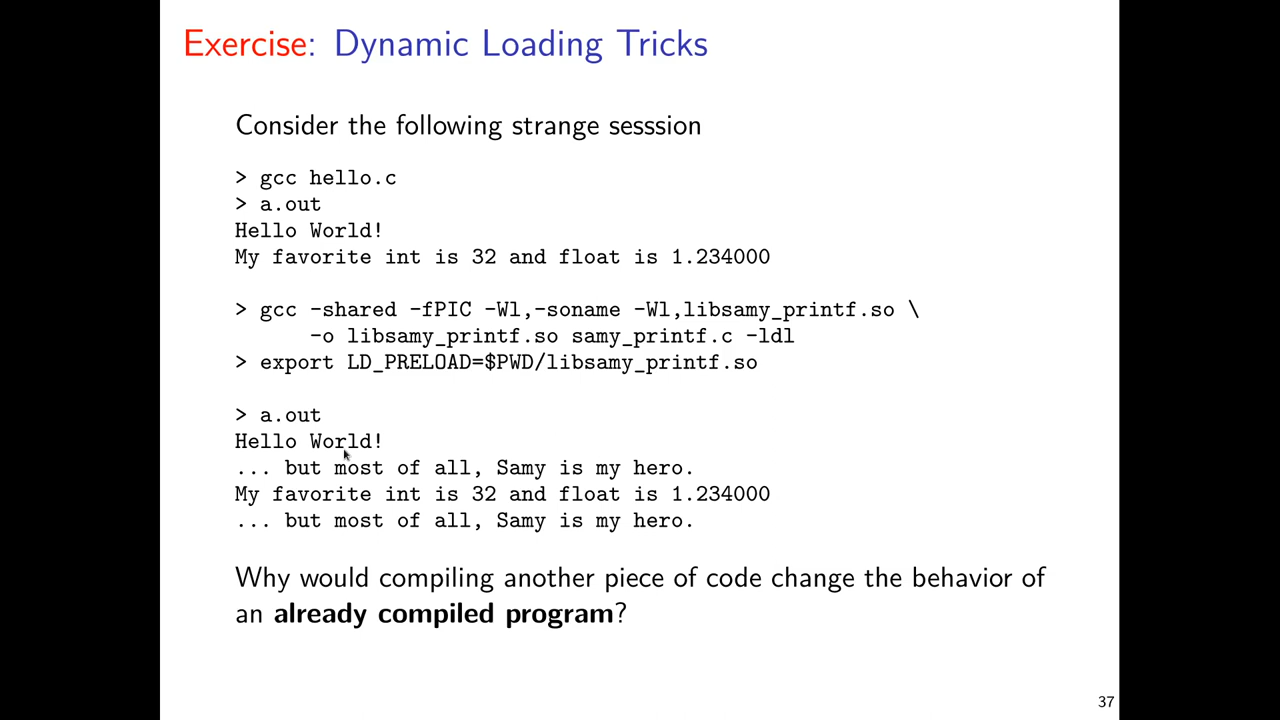 Exercise: Dynamic Loading Tricks
Consider the following strange sesssion
> gcc hello.c
> a.out
Hello World!
My favorite int is 32 and float is 1.234000
> gcc -shared -fPIC -Wl,-soname -Wl,libsamy_printf.so \
-o libsamy_printf.so samy_printf.c -ldl
> export LD_PRELOAD=$PWD/libsamy_printf.so
> a.out
Hello World!
... but most of all, Samy is my hero.
My favorite int is 32 and float is 1.234000
... but most of all, Samy is my hero.
Why would compiling another piece of code change the behavior of
an already compiled program?
37